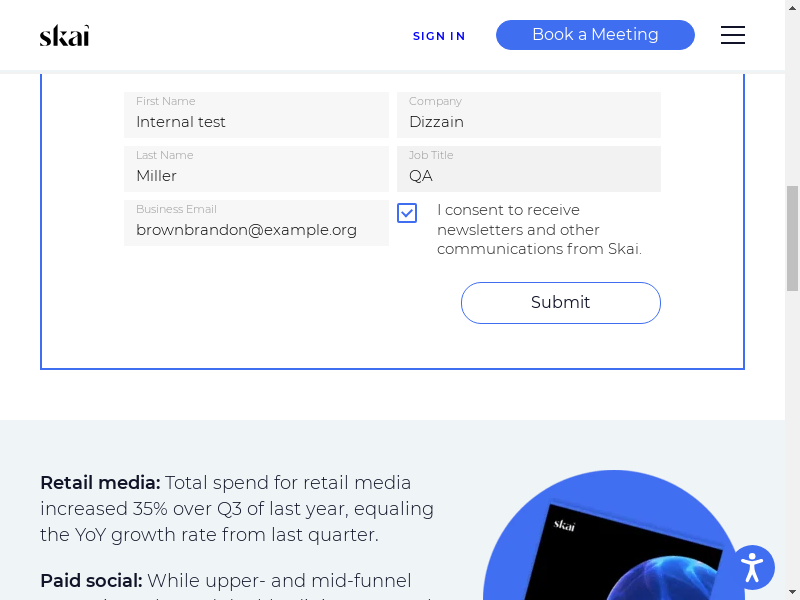 skai
SIGN IN
Book a Meeting
First Name
Internal test
Company
Dizzain
Last Name
Miller
Job Title
QA
Business Email
brownbrandon@example.org
I consent to receive
newsletters and other
communications from Skai.
Submit
Retail media: Total spend for retail media
increased 35% over Q3 of last year, equaling
the YoY growth rate from last quarter.
Paid social: While upper- and mid-funnel
skai